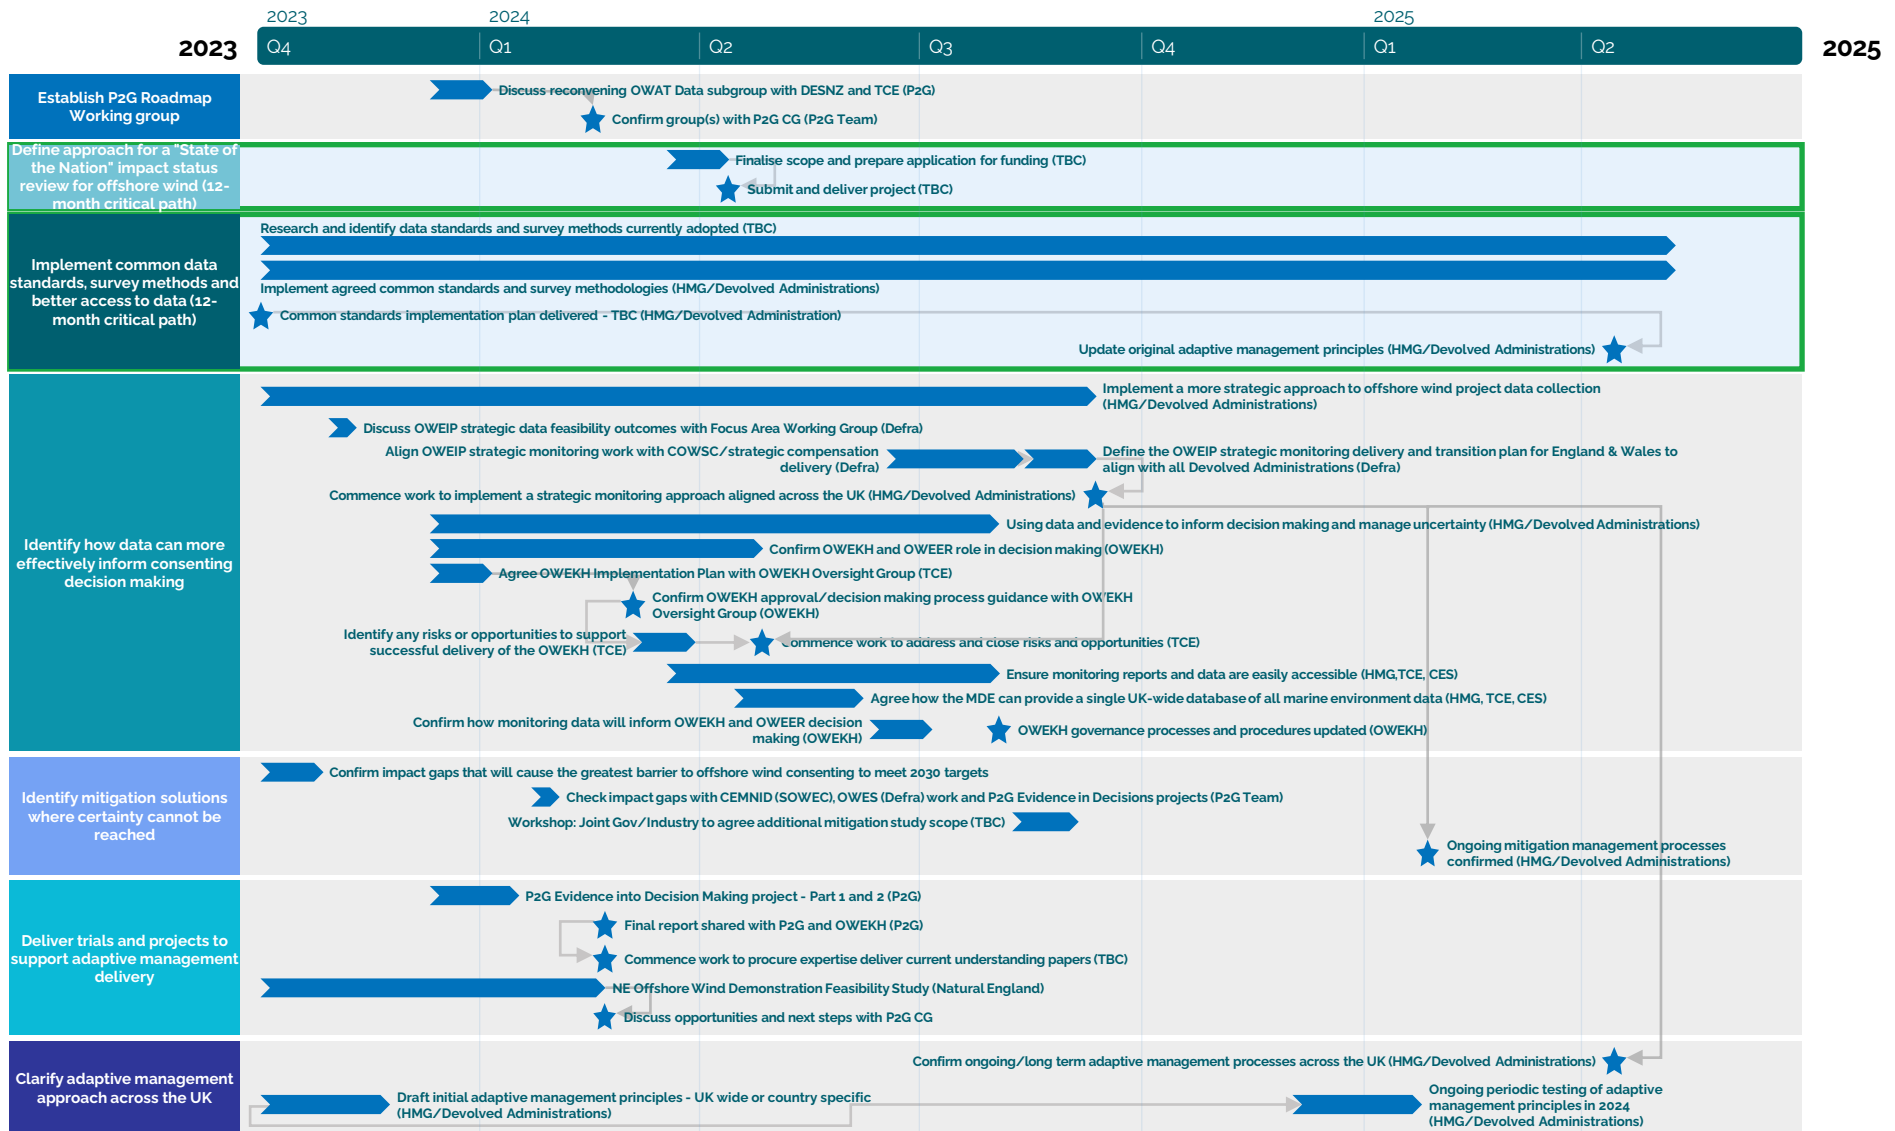 2023
2024
2025
2023
Q4
Q1
Q2
Q3
Q4
Q1
Q2
2025
Establish P2G Roadmap
Working group
Discuss reconvening OWAT Data subgroup with DESNZ and TCE (P2G)
Confirm group(s) with P2G CG (P2G Team)
Define approach for a "State of
the Nation" impact status
review for offshore wind (12-
month critical path)
Finalise scope and prepare application for funding (TBC)
Submit and deliver project (TBC)
Implement common data
standards, survey methods and
better access to data (12-
month critical path)
Research and identify data standards and survey methods currently adopted (TBC)
Implement agreed common standards and survey methodologies (HMG/Devolved Administrations)
Common standards implementation plan delivered - TBC (HMG/Devolved Administration)
Update original adaptive management principles (HMG/Devolved Administrations)
Identify how data can more
effectively inform consenting
decision making
Implement a more strategic approach to offshore wind project data collection
(HMG/Devolved Administrations)
Discuss OWEIP strategic data feasibility outcomes with Focus Area Working Group (Defra)
Align OWEIP strategic monitoring work with COWSC/strategic compensation
delivery (Defra)
Define the OWEIP strategic monitoring delivery and transition plan for England & Wales to
align with all Devolved Administrations (Defra)
Commence work to implement a strategic monitoring approach aligned across the UK (HMG/Devolved Administrations)
Using data and evidence to inform decision making and manage uncertainty (HMG/Devolved Administrations)
Confirm OWEKH and OWEER role in decision making (OWEKH)
Agree OWEKH Implementation Plan with OWEKH Oversight Group (TCE)
Confirm OWEKH approval/decision making process guidance with OWEKH
Oversight Group (OWEKH)
Identify any risks or opportunities to support
successful delivery of the OWEKH (TCE)
Commence work to address and close risks and opportunities (TCE)
Ensure monitoring reports and data are easily accessible (HMG,TCE, CES)
Agree how the MDE can provide a single UK-wide database of all marine environment data (HMG, TCE, CES)
Confirm how monitoring data will inform OWEKH and OWEER decision
making (OWEKH)
OWEKH governance processes and procedures updated (OWEKH)
Identify mitigation solutions
where certainty cannot be
reached
Confirm impact gaps that will cause the greatest barrier to offshore wind consenting to meet 2030 targets
Check impact gaps with CEMNID (SOWEC), OWES (Defra) work and P2G Evidence in Decisions projects (P2G Team)
Workshop: Joint Gov/Industry to agree additional mitigation study scope (TBC)
Ongoing mitigation management processes
confirmed (HMG/Devolved Administrations)
Deliver trials and projects to
support adaptive management
delivery
P2G Evidence into Decision Making project - Part 1 and 2 (P2G)
Final report shared with P2G and OWEKH (P2G)
Commence work to procure expertise deliver current understanding papers (TBC)
NE Offshore Wind Demonstration Feasibility Study (Natural England)
Discuss opportunities and next steps with P2G CG
Clarify adaptive management
approach across the UK
Confirm ongoing/long term adaptive management processes across the UK (HMG/Devolved Administrations)
Draft initial adaptive management principles - UK wide or country specific
(HMG/Devolved Administrations)
Ongoing periodic testing of adaptive
management principles in 2024
(HMG/Devolved Administrations)